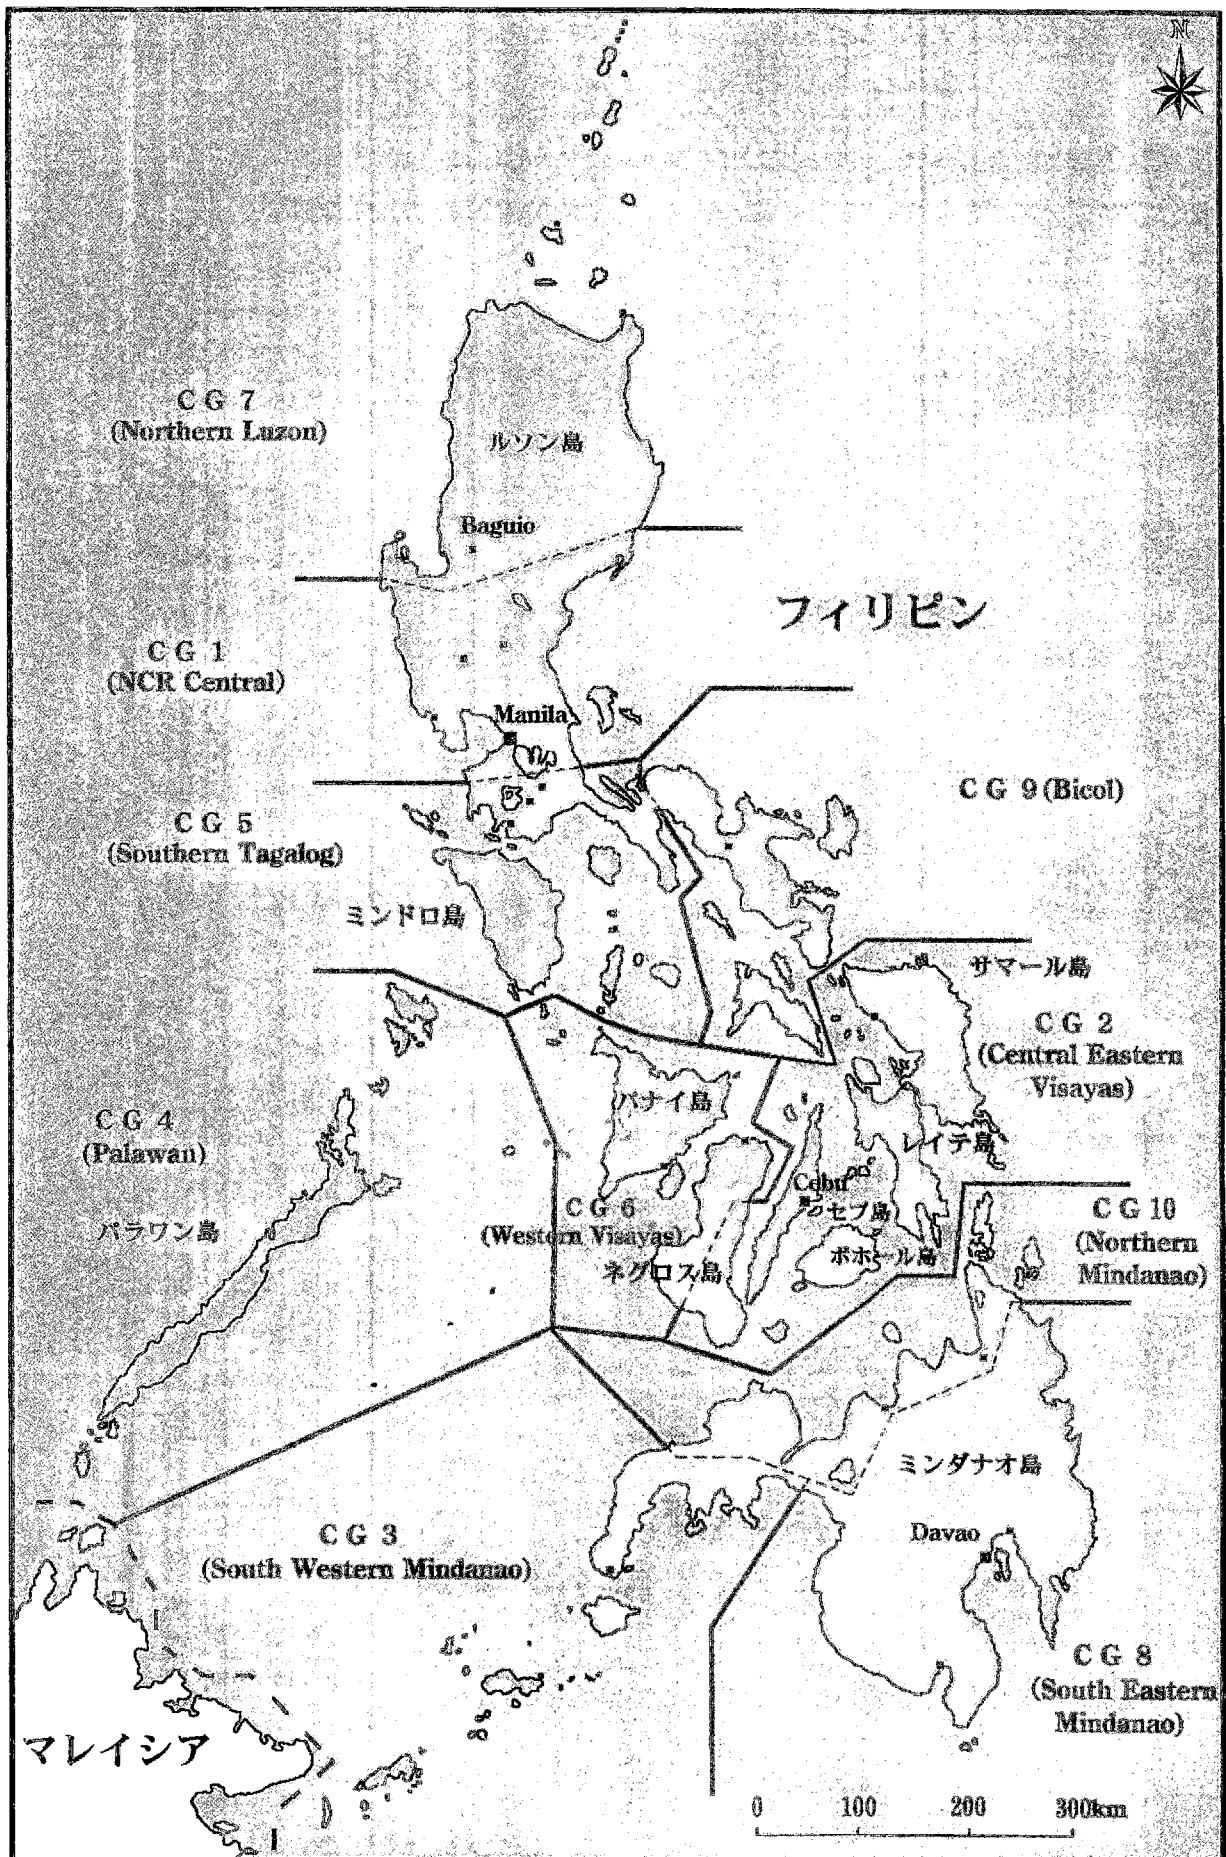 N
CG 7
(Northern Luzon)
ルソン島
Baguio
フィリピン
CG 1
(NCR Central)
Manila
CG 9 (Bicol)
CG 5
(Southern Tagalog)
ミンドロ島
サマール島
CG 2
(Central Eastern
Visayas)
パナイ島
CG 4
(Palawan)
レイテ島
Cebu
セブ島
CG 6
(Western Visayas)
CG 10
(Northern
Mindanao)
パラワン島
ボホール島
ネグロス島
ミンダナオ島
Davao
CG 3
(South Western Mindanao)
CG 8
(South Eastern
Mindanao)
マレイシア
0 100 200 300km